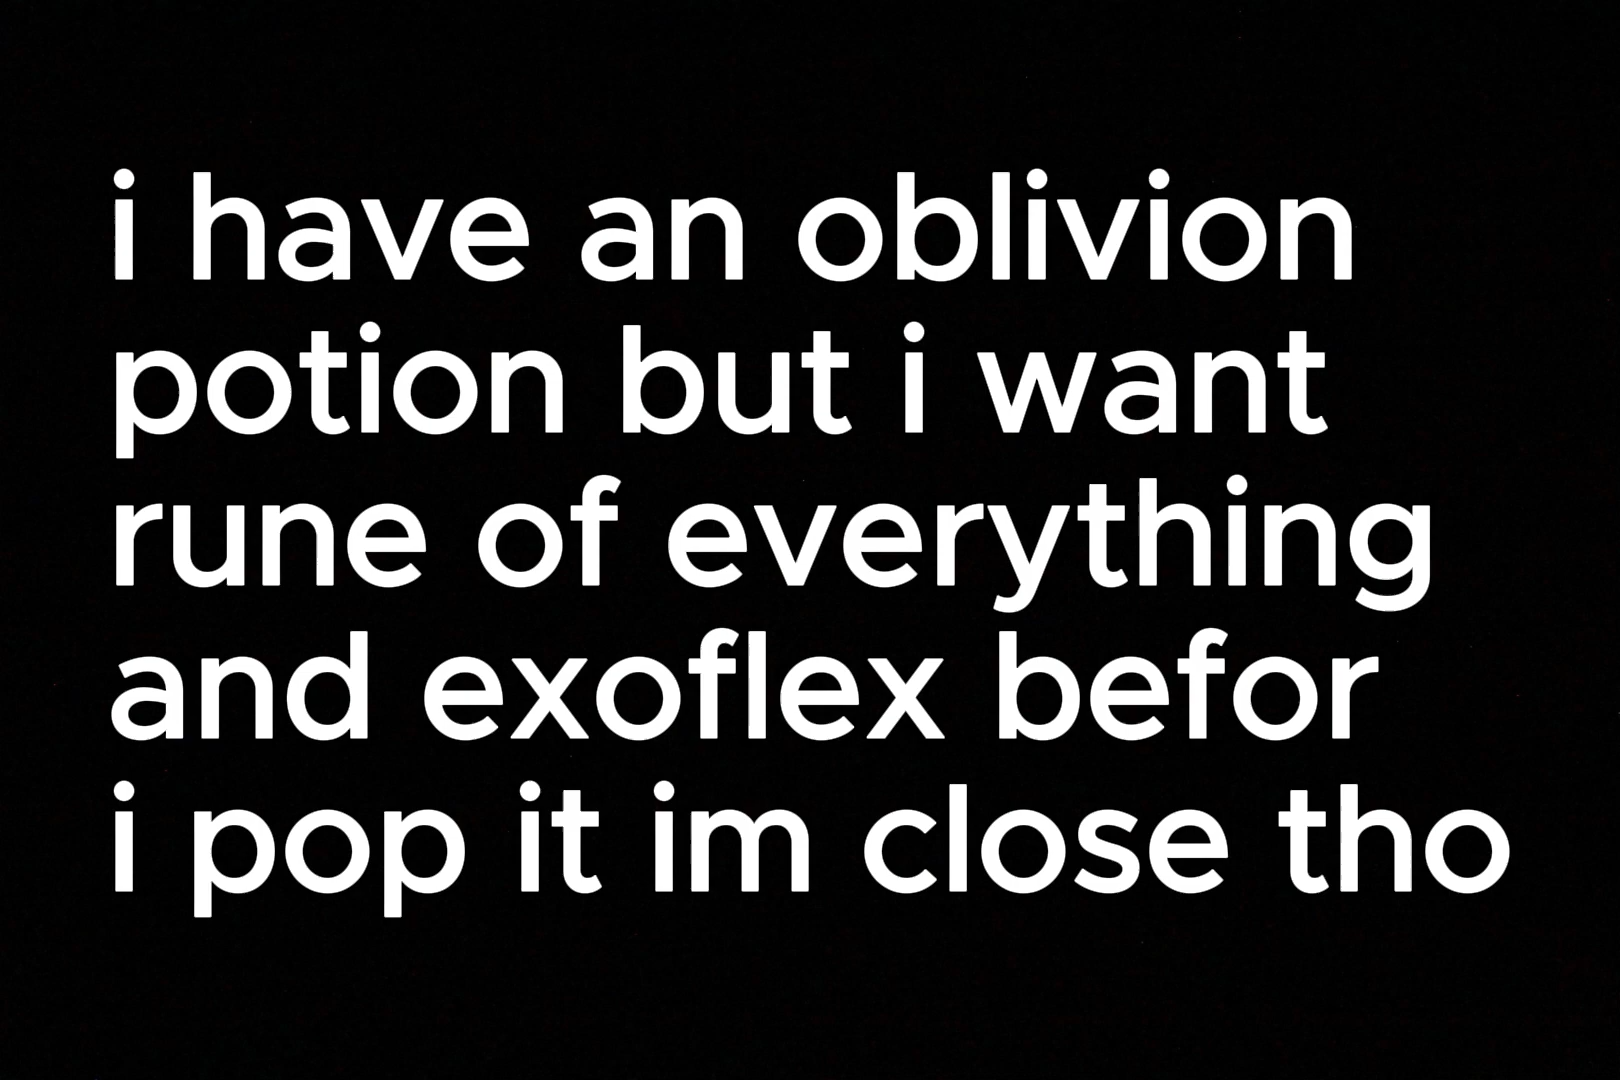 i have an oblivion
potion but i want
rune of everything
and exoflex befor
i pop it im close tho